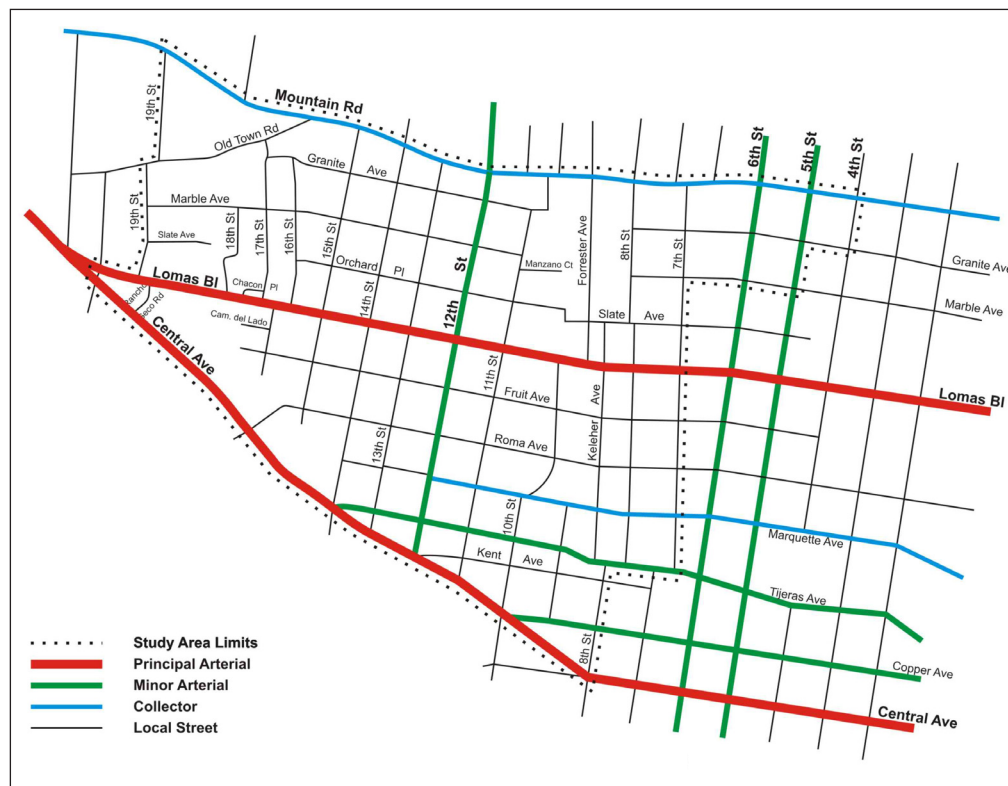 Mountain Rd
19th St
Old Town Rd
Granite Ave
6th St
5th St
4th St
19th St
Marble Ave
Slate Ave
18th St
17th St
16th St
15th St
Orchard Pl
14th St
12th St
Manzano Ct
Forrester Ave
8th St
7th St
Granite Ave
Marble Ave
Rancho Seco Rd
Lomas Bl
Chacon Pl
Cam. del Lado
Slate Ave
Central Ave
11th St
Fruit Ave
Keleher Ave
Lomas Bl
13th St
Roma Ave
10th St
Marquette Ave
Kent Ave
Tijeras Ave
8th St
Copper Ave
Central Ave
Study Area Limits
Principal Arterial
Minor Arterial
Collector
Local Street